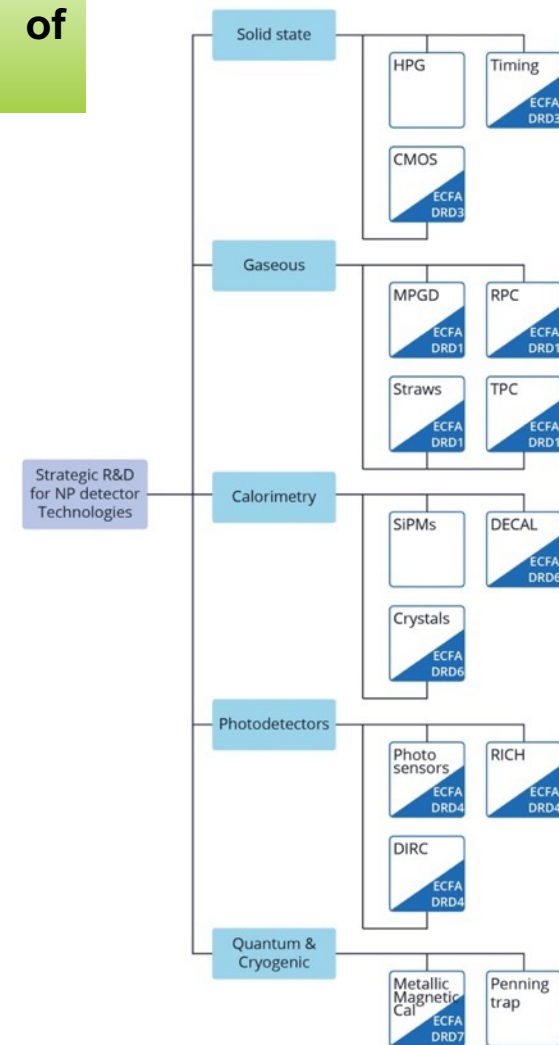 of
Solid state
HPG
Timing
ECFA
DRD3
CMOS
ECFA
DRD3
Gaseous
MPGD
ECFA
DRD1
RPC
ECFA
DRD1
Straws
ECFA
DRD1
TPC
ECFA
DRD1
Strategic R&D
for NP detector
Technologies
Calorimetry
SiPMs
DECAL
ECFA
DRD6
Crystals
ECFA
DRD6
Photodetectors
Photo
sensors
ECFA
DRD4
RICH
ECFA
DRD4
DIRC
ECFA
DRD4
Quantum &
Cryogenic
Metallic
Magnetic
Cal
ECFA
DRD7
Penning
trap